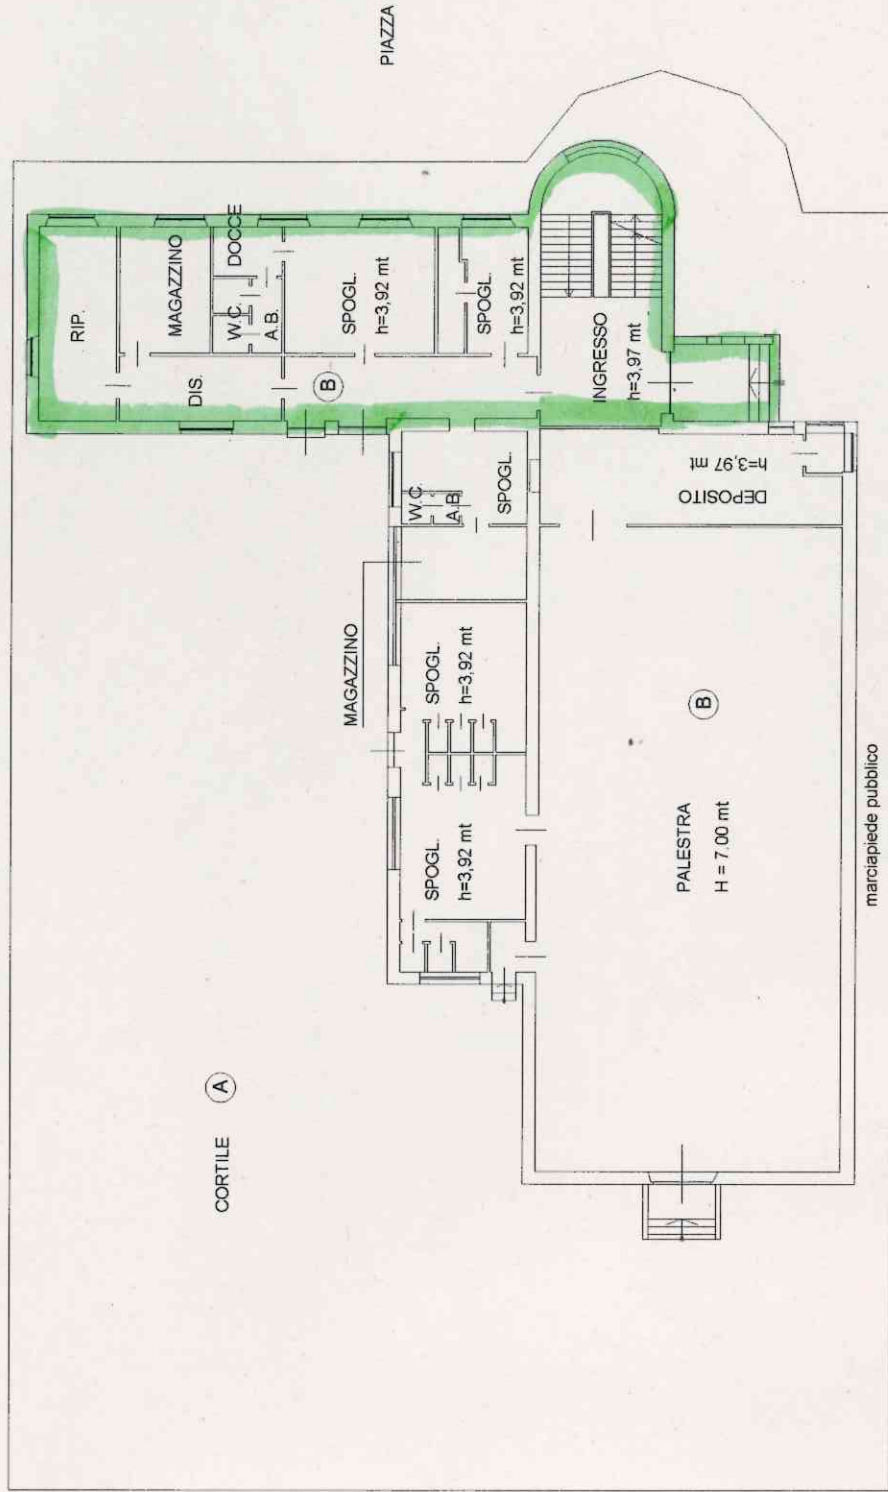 PIAZZA
RIP.
MAGAZZINO
DOCCE
W.C.
A.B.
DIS.
B
SPOGL.
h=3,92 mt
SPOGL.
h=3,92 mt
INGRESSO
h=3,97 mt
W.C.
A.B
SPOGL.
DEPOSITO
h=3,97 mt
MAGAZZINO
SPOGL.
h=3,92 mt
SPOGL.
h=3,92 mt
PALESTRA
H = 7.00 mt
B
CORTILE
A
marciapiede pubblico